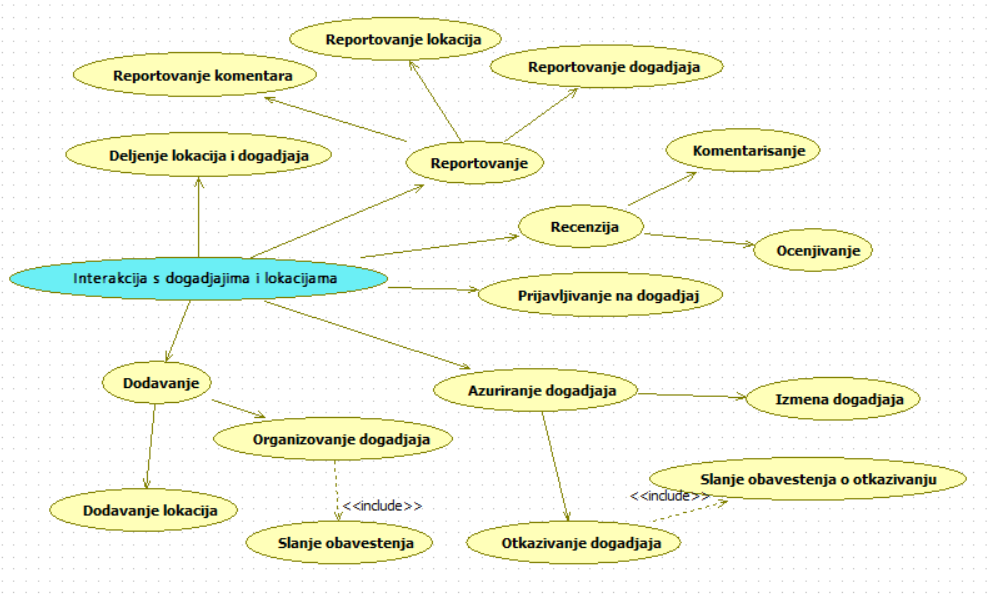 Reportovanje lokacija
Reportovanje dogadjaja
Reportovanje komentara
Komentarisanje
Deljenje lokacija i dogadjaja
Reportovanje
Recenzija
Ocenjivanje
Interakcija s dogadjajima i lokacijama
Prijavljivanje na dogadjaj
Dodavanje
Azuriranje dogadjaja
Izmena dogadjaja
Organizovanje dogadjaja
Slanje obavestenja o otkazivanju
<<include>>
<<include>>
Dodavanje lokacija
Slanje obavestenja
Otkazivanje dogadjaja